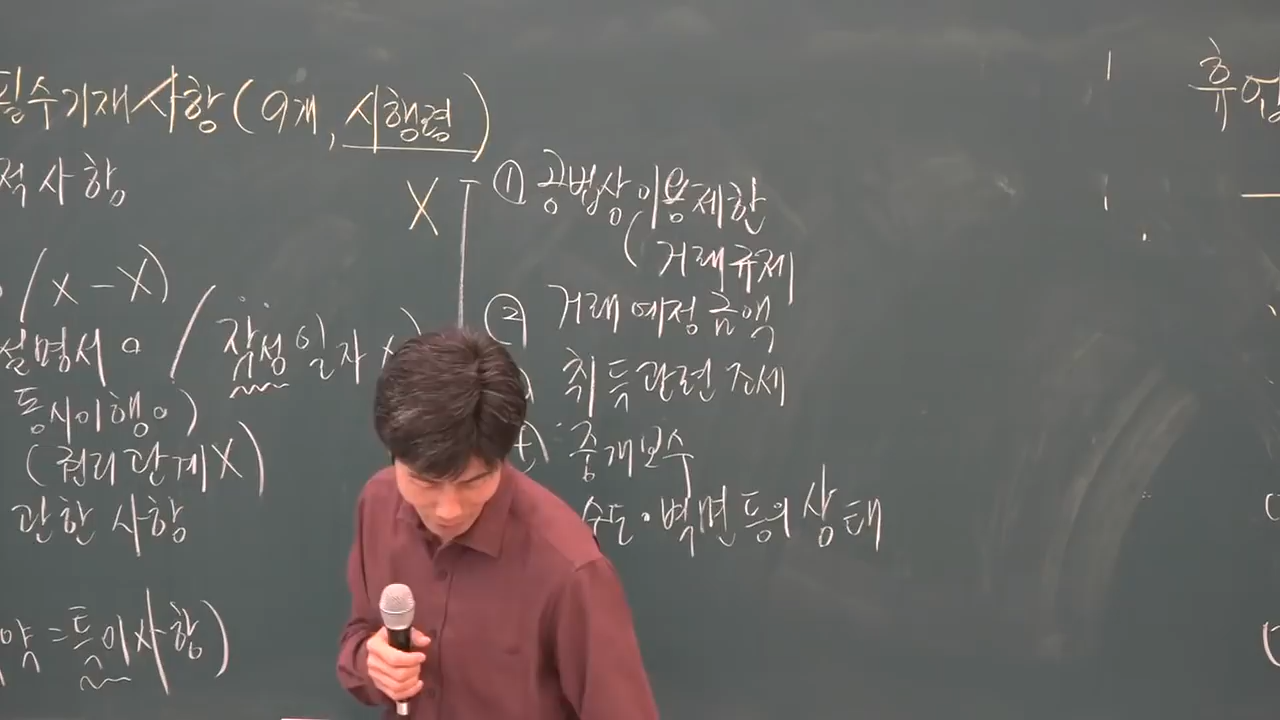 필수기재사항(9개, 시행령)
적사항
X
① 공법상 이용제한
(거래규제
/(X-X)
② 거래예정금액
설명서 o / 작성일자
취득관련 조세
동시이행 o)
중개보수
(권리관계X)
관한 사항
수도·벽면 등의 상태
약=특이사항)
휴업